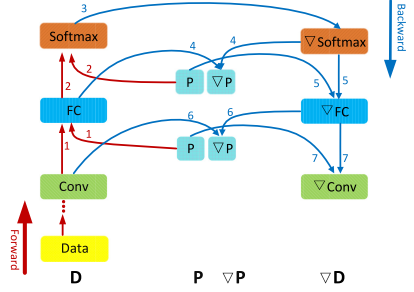 3
Softmax
▽Softmax
4
4
2
P
▽P
5
5
2
FC
▽FC
6
6
1
P
▽P
1
7
7
Conv
▽Conv
Data
Forward
Backward
D
P
▽P
▽D